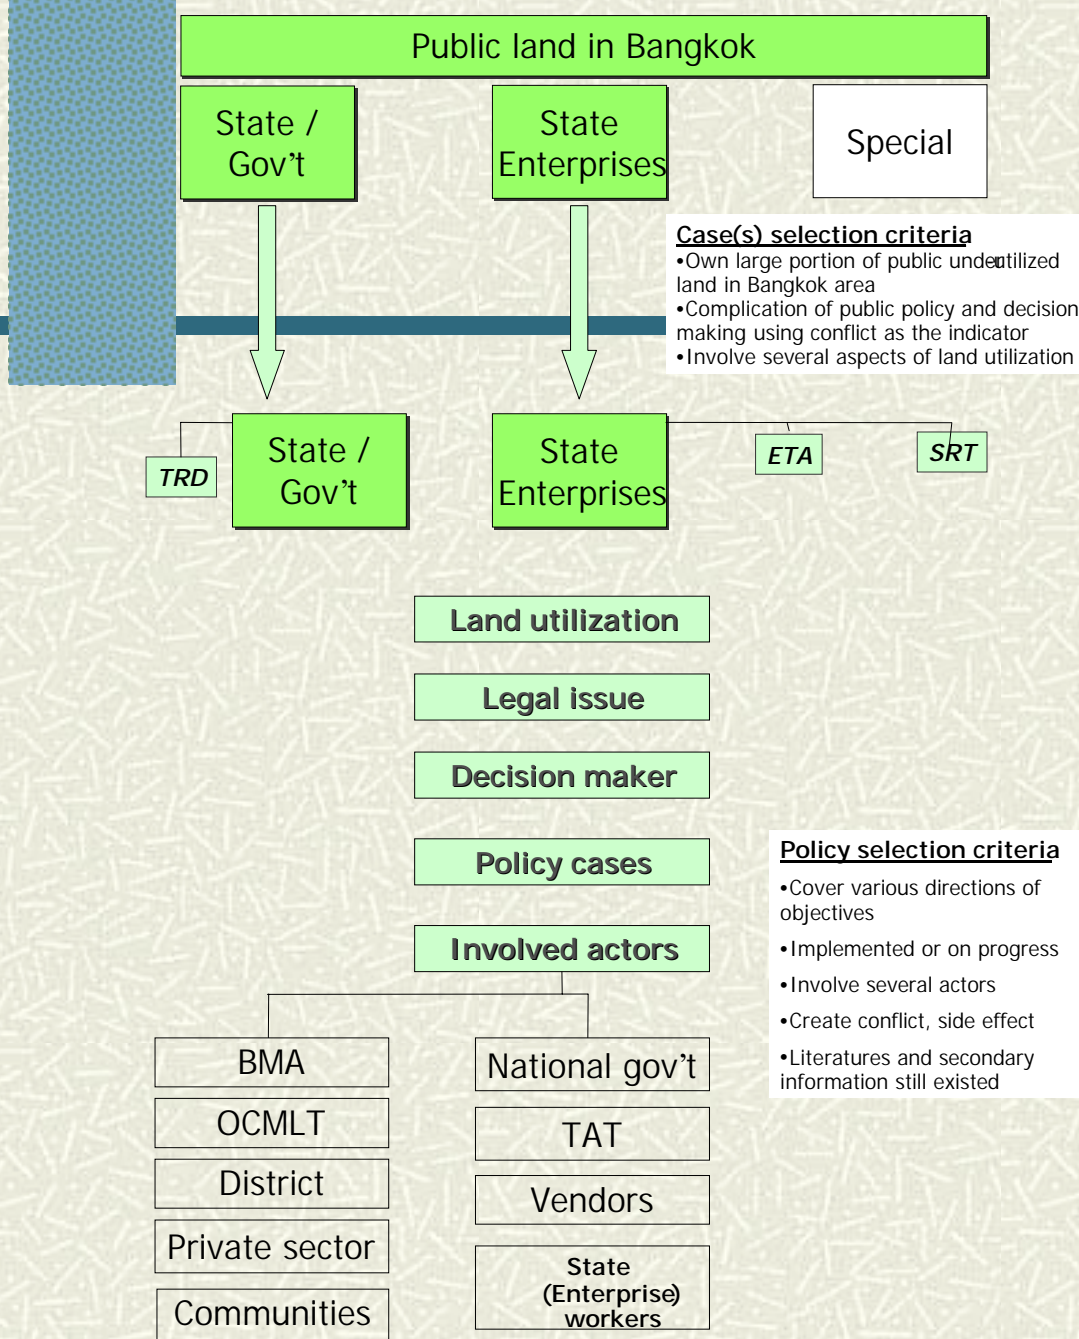 Public land in Bangkok
State /
Gov't
State
Enterprises
Special
Case(s) selection criteria
•Own large portion of public underutilized
land in Bangkok area
•Complication of public policy and decision
making using conflict as the indicator
•Involve several aspects of land utilization
TRD
State /
Gov't
State
Enterprises
ETA
SRT
Land utilization
Legal issue
Decision maker
Policy cases
Involved actors
Policy selection criteria
•Cover various directions of
objectives
•Implemented or on progress
•Involve several actors
•Create conflict, side effect
•Literatures and secondary
information still existed
BMA
OCMLT
District
Private sector
Communities
National gov't
TAT
Vendors
State
(Enterprise)
workers